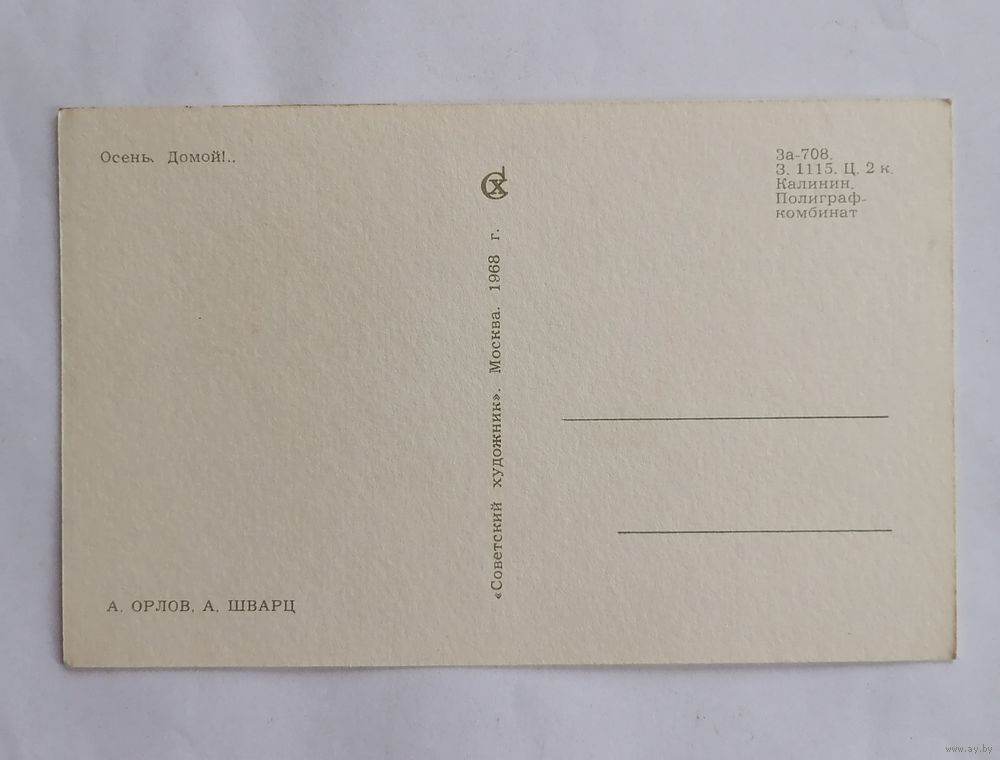 Осень. Домой!..
А. ОРЛОВ, А. ШВАРЦ
«Советский художник». Москва. 1968 г.
СХ
За-708.
З. 1115. Ц. 2 к.
Калинин.
Полиграф-
комбинат
www.ay.by